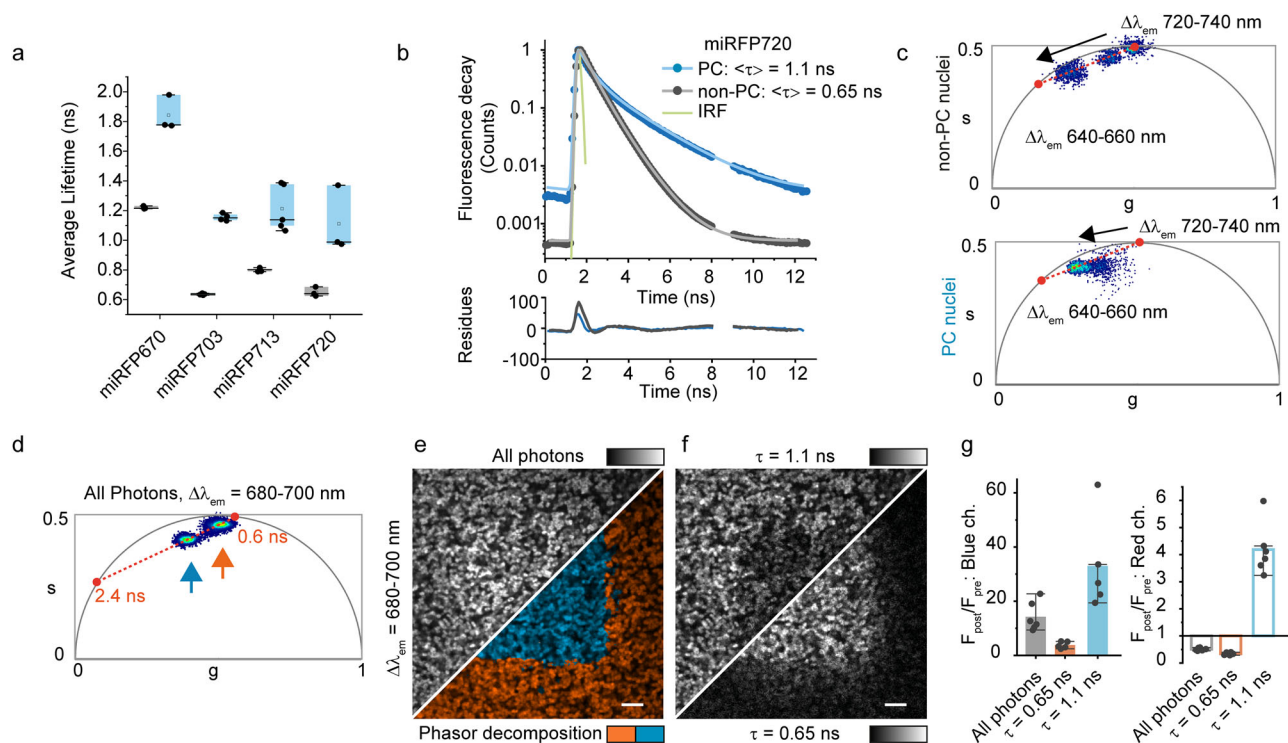 a
Average Lifetime (ns)
2.0
1.8
1.6
1.4
1.2
1.0
0.8
0.6
miRFP670
miRFP703
miRFP713
miRFP720
b
miRFP720
PC: <τ> = 1.1 ns
non-PC: <τ> = 0.65 ns
IRF
Fluorescence decay
(Counts)
1
0.1
0.01
0.001
0 2 4 6 8 10 12
Time (ns)
Residues
100
0
-100
0 2 4 6 8 10 12
Time (ns)
c
non-PC nuclei
0.5
s
0
Δλem 720-740 nm
Δλem 640-660 nm
0 g 1
PC nuclei
0.5
s
0
Δλem 720-740 nm
Δλem 640-660 nm
0 g 1
d
All Photons, Δλem = 680-700 nm
0.5
s
0
0.6 ns
2.4 ns
0 g 1
e
All photons
Δλem = 680-700 nm
Phasor decomposition
f
τ = 1.1 ns
τ = 0.65 ns
g
Fpost/Fpre: Blue ch.
60
40
20
0
All photons
τ = 0.65 ns
τ = 1.1 ns
Fpost/Fpre: Red ch.
6
5
4
3
2
1
0
All photons
τ = 0.65 ns
τ = 1.1 ns